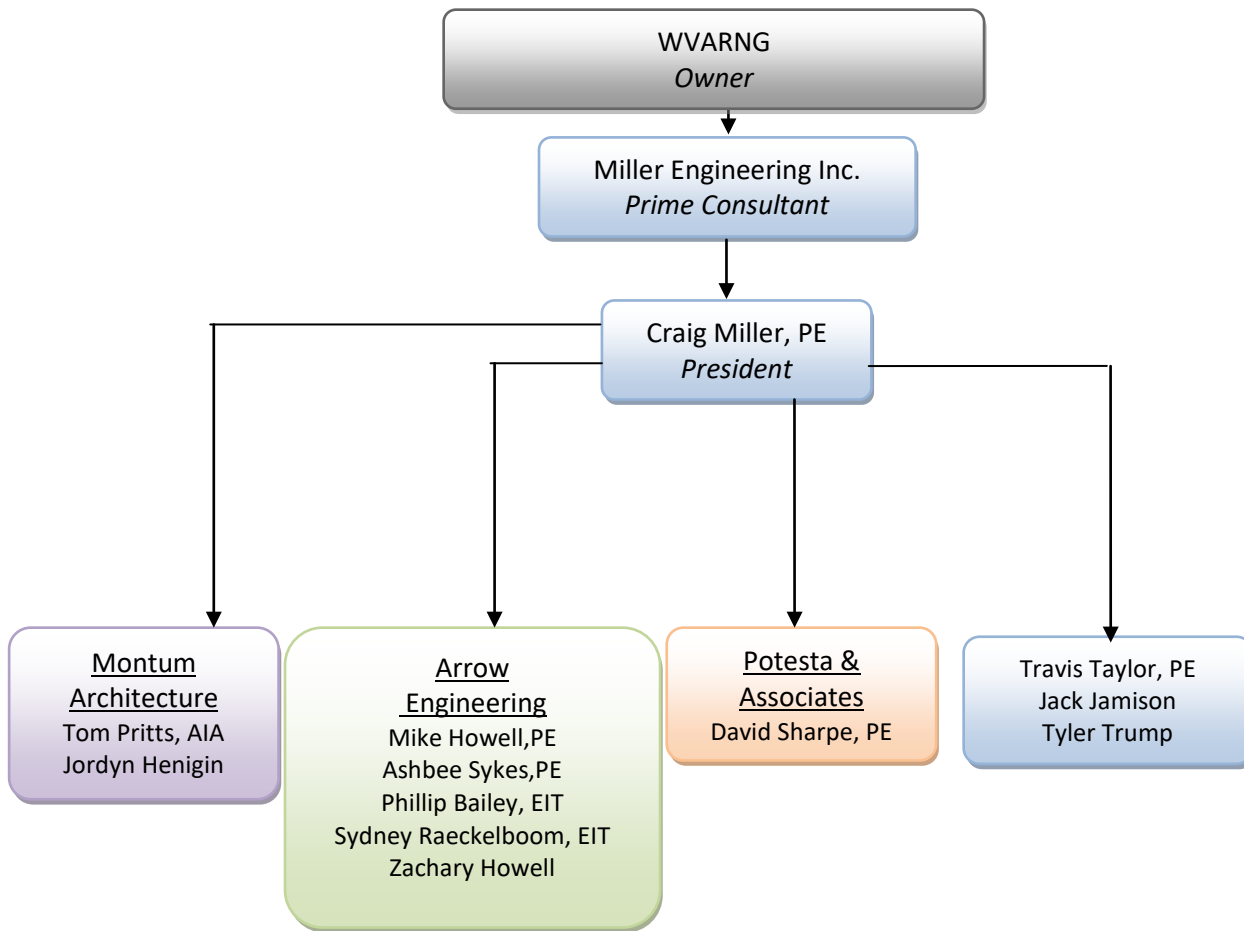 WVARNG
Owner
Miller Engineering Inc.
Prime Consultant
Craig Miller, PE
President
Montum
Architecture
Tom Pritts, AIA
Jordyn Henigin
Arrow
Engineering
Mike Howell,PE
Ashbee Sykes,PE
Phillip Bailey, EIT
Sydney Raeckelboom, EIT
Zachary Howell
Potesta &
Associates
David Sharpe, PE
Travis Taylor, PE
Jack Jamison
Tyler Trump